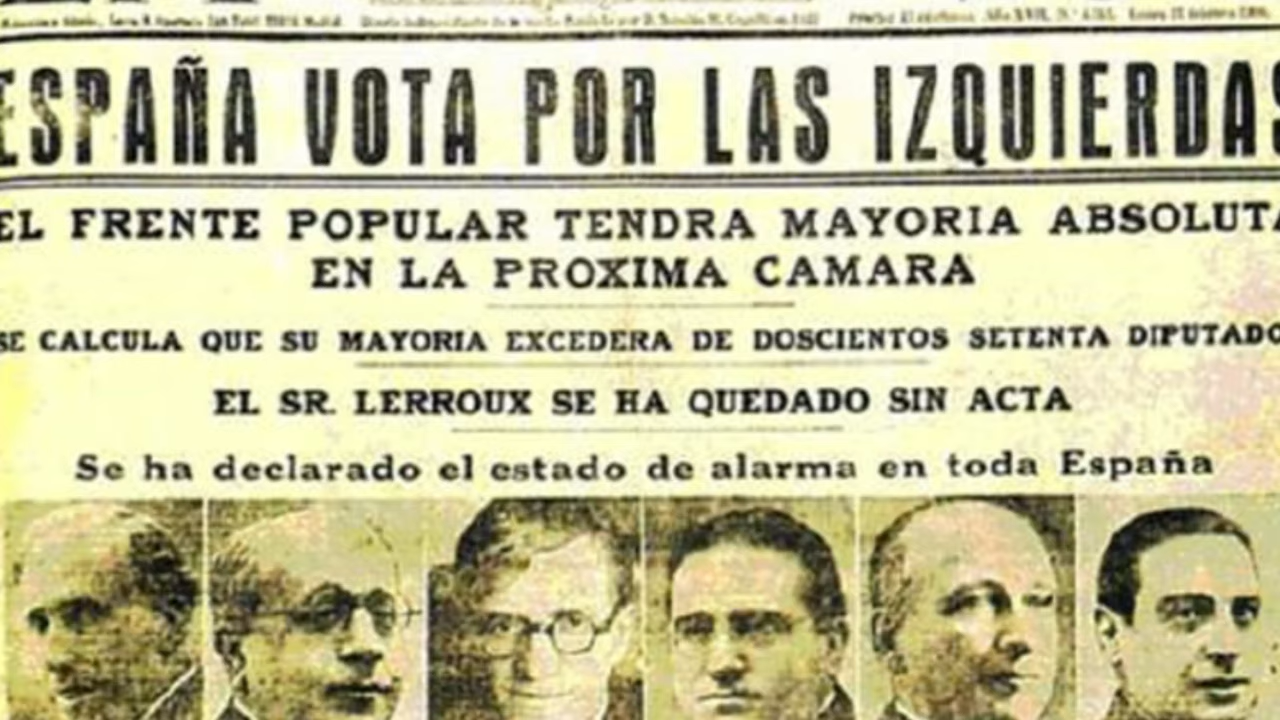 ESPAÑA VOTA POR LAS IZQUIERDAS
EL FRENTE POPULAR TENDRA MAYORIA ABSOLUTA
EN LA PROXIMA CAMARA
SE CALCULA QUE SU MAYORIA EXCEDERA DE DOSCIENTOS SETENTA DIPUTADO
EL SR. LERROUX SE HA QUEDADO SIN ACTA
Se ha declarado el estado de alarma en toda España